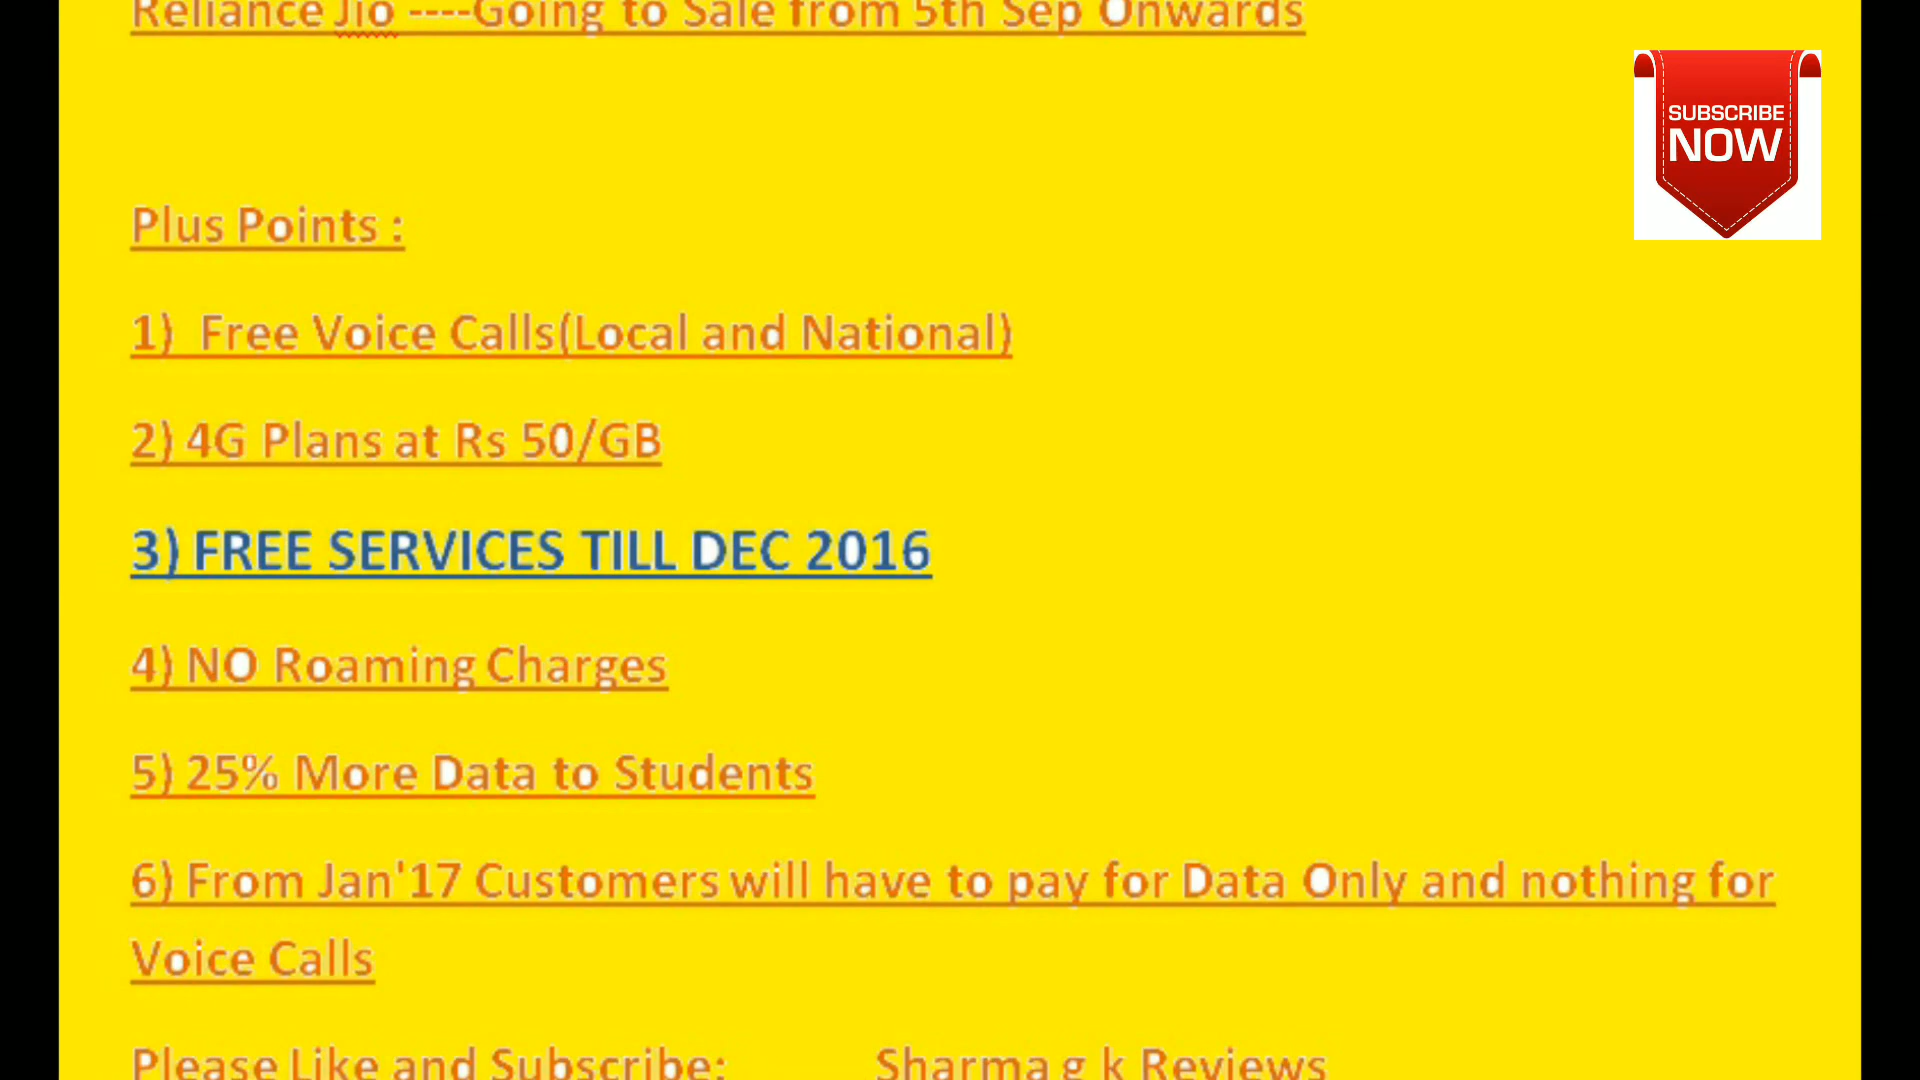 Reliance Jio ----Going to Sale from 5th Sep Onwards
SUBSCRIBE
NOW
Plus Points :
1)  Free Voice Calls(Local and National)
2) 4G Plans at Rs 50/GB
3) FREE SERVICES TILL DEC 2016
4) NO Roaming Charges
5) 25% More Data to Students
6) From Jan'17 Customers will have to pay for Data Only and nothing for
Voice Calls
Please Like and Subscribe: Sharma g k Reviews